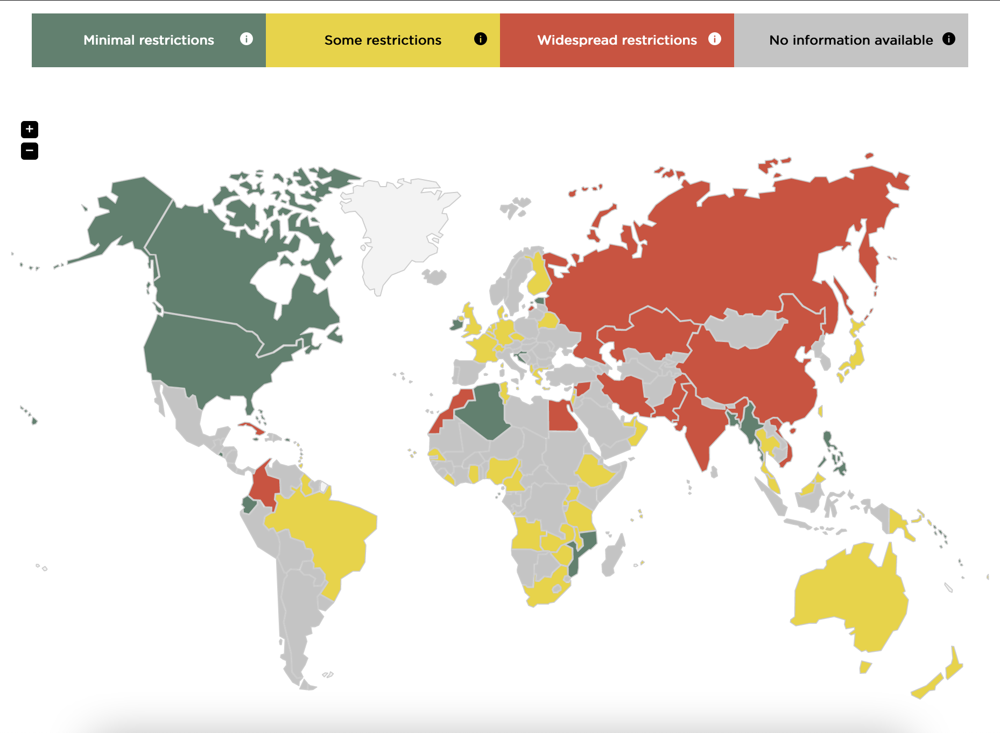 Minimal restrictions
Some restrictions
Widespread restrictions
No information available
+
−